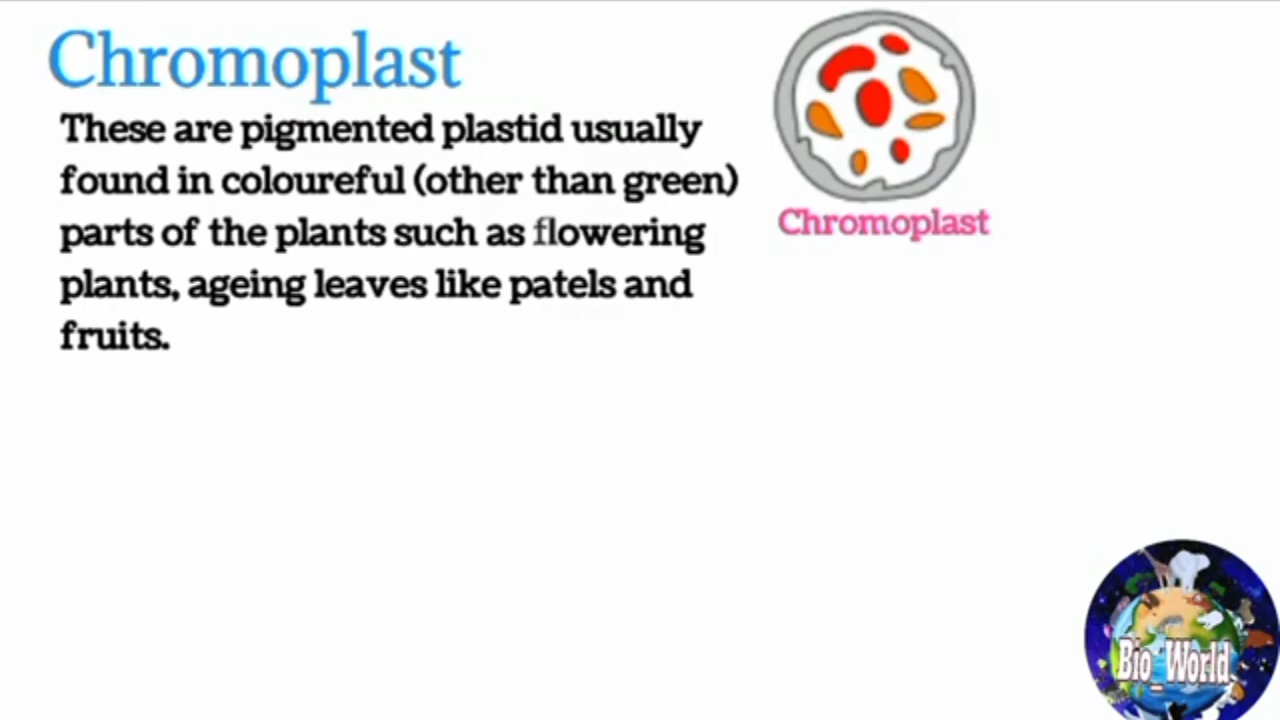 Chromoplast
These are pigmented plastid usually
found in coloureful (other than green)
parts of the plants such as flowering
plants, ageing leaves like patels and
fruits.
Chromoplast
Bio_World